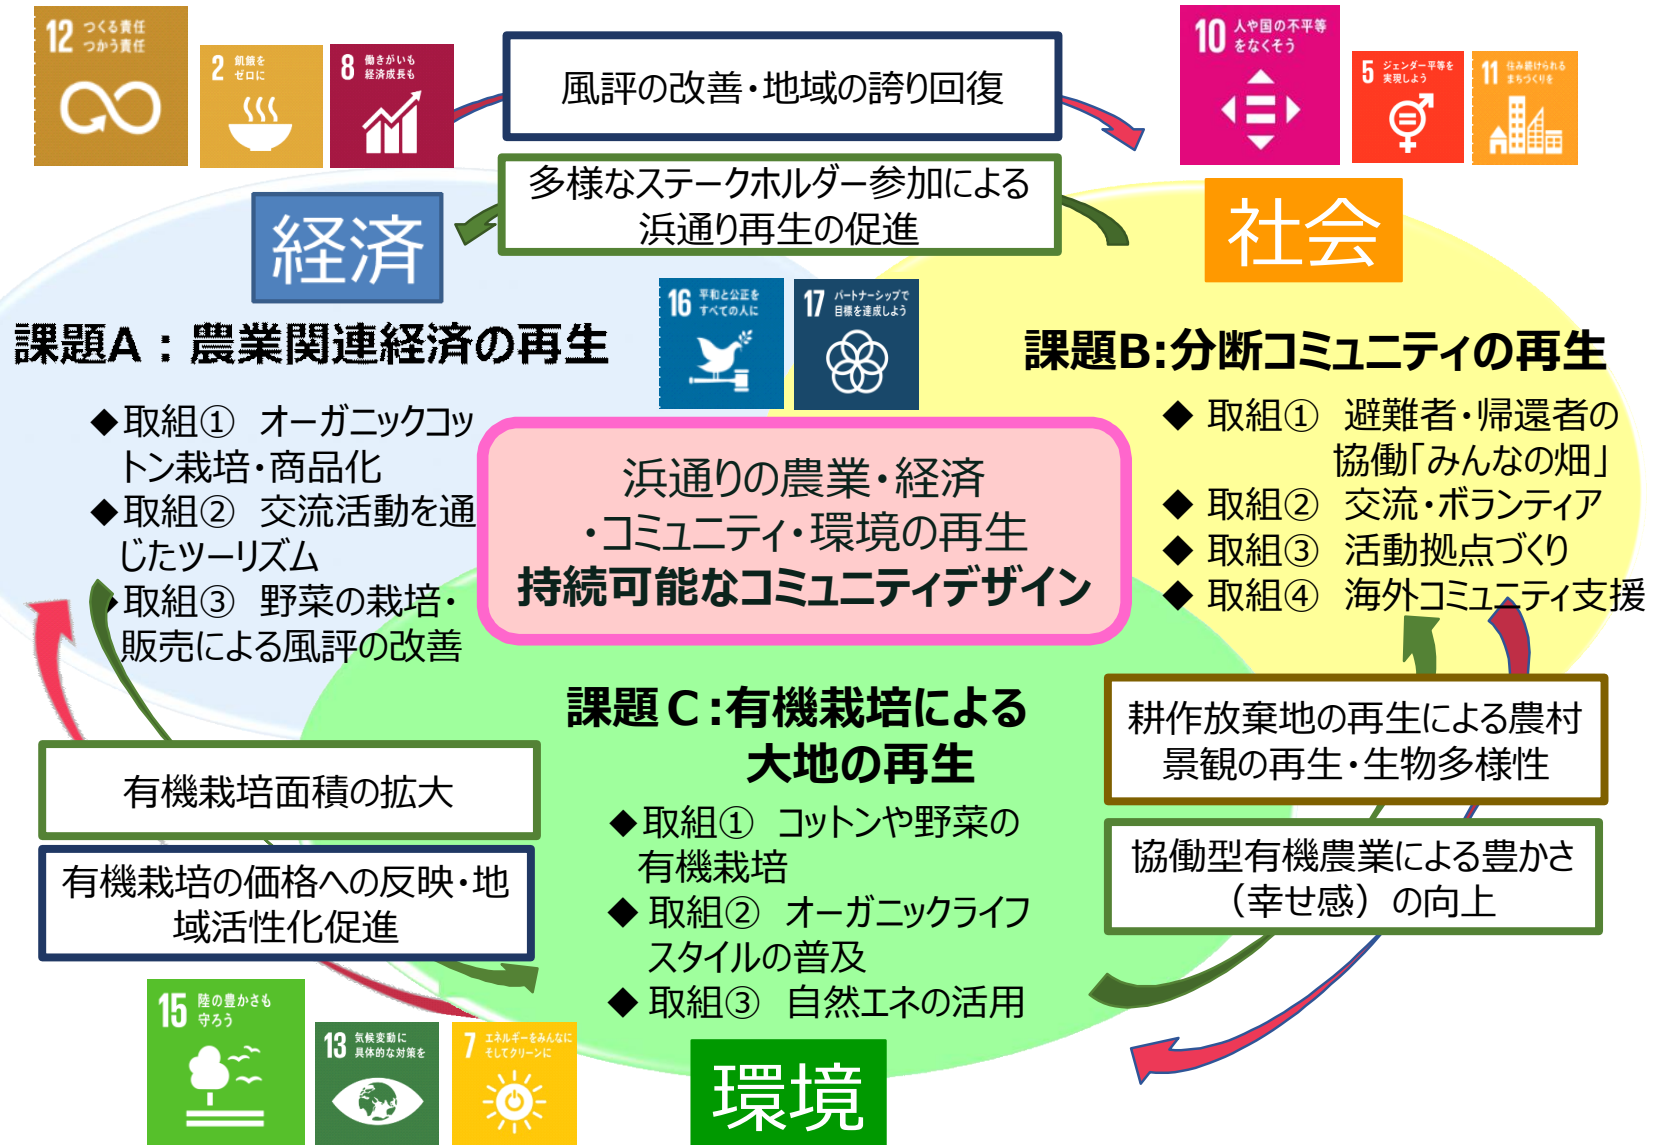 12 つくる責任
つかう責任
2 飢餓を
ゼロに
8 働きがいも
経済成長も
風評の改善・地域の誇り回復
10 人や国の不平等
をなくそう
5 ジェンダー平等を
実現しよう
11 住み続けられる
まちづくりを
多様なステークホルダー参加による
浜通り再生の促進
経済
社会
16 平和と公正を
すべての人に
17 パートナーシップで
目標を達成しよう
課題A：農業関連経済の再生
◆取組① オーガニックコッ
トン栽培・商品化
◆取組② 交流活動を通
じたツーリズム
◆取組③ 野菜の栽培・
販売による風評の改善
課題B:分断コミュニティの再生
◆ 取組① 避難者・帰還者の
協働「みんなの畑」
◆ 取組② 交流・ボランティア
◆ 取組③ 活動拠点づくり
◆ 取組④ 海外コミュニティ支援
浜通りの農業・経済
・コミュニティ・環境の再生
持続可能なコミュニティデザイン
課題C:有機栽培による
大地の再生
◆取組① コットンや野菜の
有機栽培
◆ 取組② オーガニックライフ
スタイルの普及
◆ 取組③ 自然エネの活用
有機栽培面積の拡大
有機栽培の価格への反映・地
域活性化促進
耕作放棄地の再生による農村
景観の再生・生物多様性
協働型有機農業による豊かさ
（幸せ感）の向上
15 陸の豊かさも
守ろう
13 気候変動に
具体的な対策を
7 エネルギーをみんなに
そしてクリーンに
環境